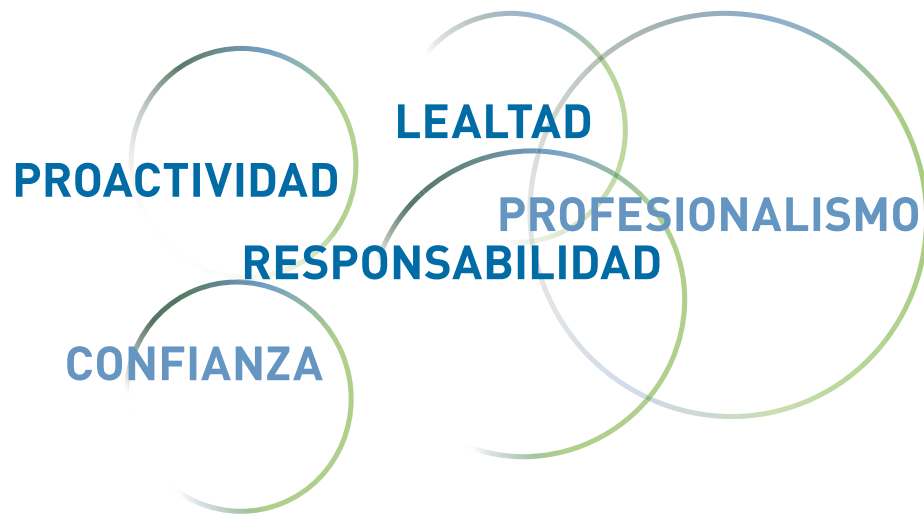 LEALTAD
PROACTIVIDAD
PROFESIONALISMO
RESPONSABILIDAD
CONFIANZA